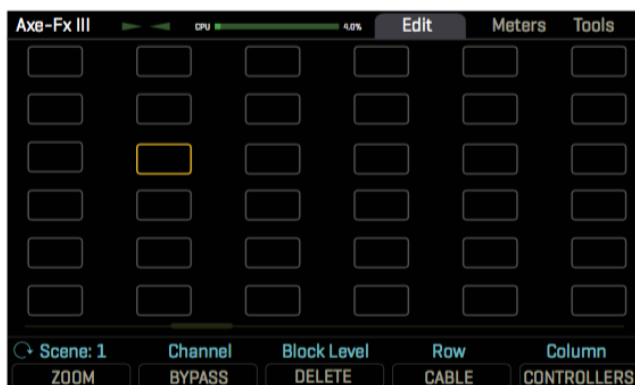 Axe-Fx III CPU 4.0% Edit Meters Tools
Scene: 1 Channel Block Level Row Column
ZOOM BYPASS DELETE CABLE CONTROLLERS